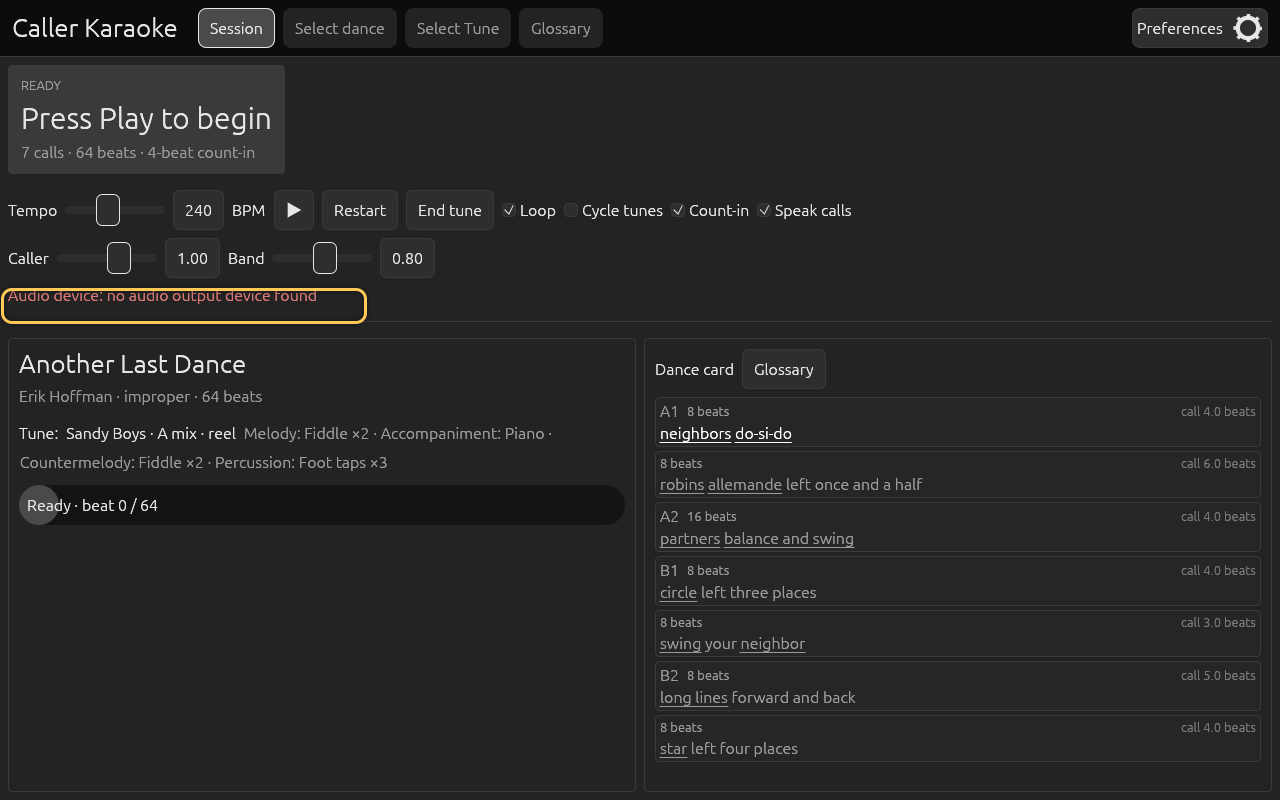 Caller Karaoke Session Select dance Select Tune Glossary Preferences
READY
Press Play to begin
7 calls · 64 beats · 4-beat count-in
Tempo 240 BPM Restart End tune Loop Cycle tunes Count-in Speak calls
Caller 1.00 Band 0.80
Audio device: no audio output device found
Another Last Dance
Erik Hoffman · improper · 64 beats
Tune: Sandy Boys · A mix · reel Melody: Fiddle ×2 · Accompaniment: Piano ·
Countermelody: Fiddle ×2 · Percussion: Foot taps ×3
Ready · beat 0 / 64
Dance card Glossary
A1 8 beats call 4.0 beats
neighbors do-si-do
8 beats call 6.0 beats
robins allemande left once and a half
A2 16 beats call 4.0 beats
partners balance and swing
B1 8 beats call 4.0 beats
circle left three places
8 beats call 3.0 beats
swing your neighbor
B2 8 beats call 5.0 beats
long lines forward and back
8 beats call 4.0 beats
star left four places